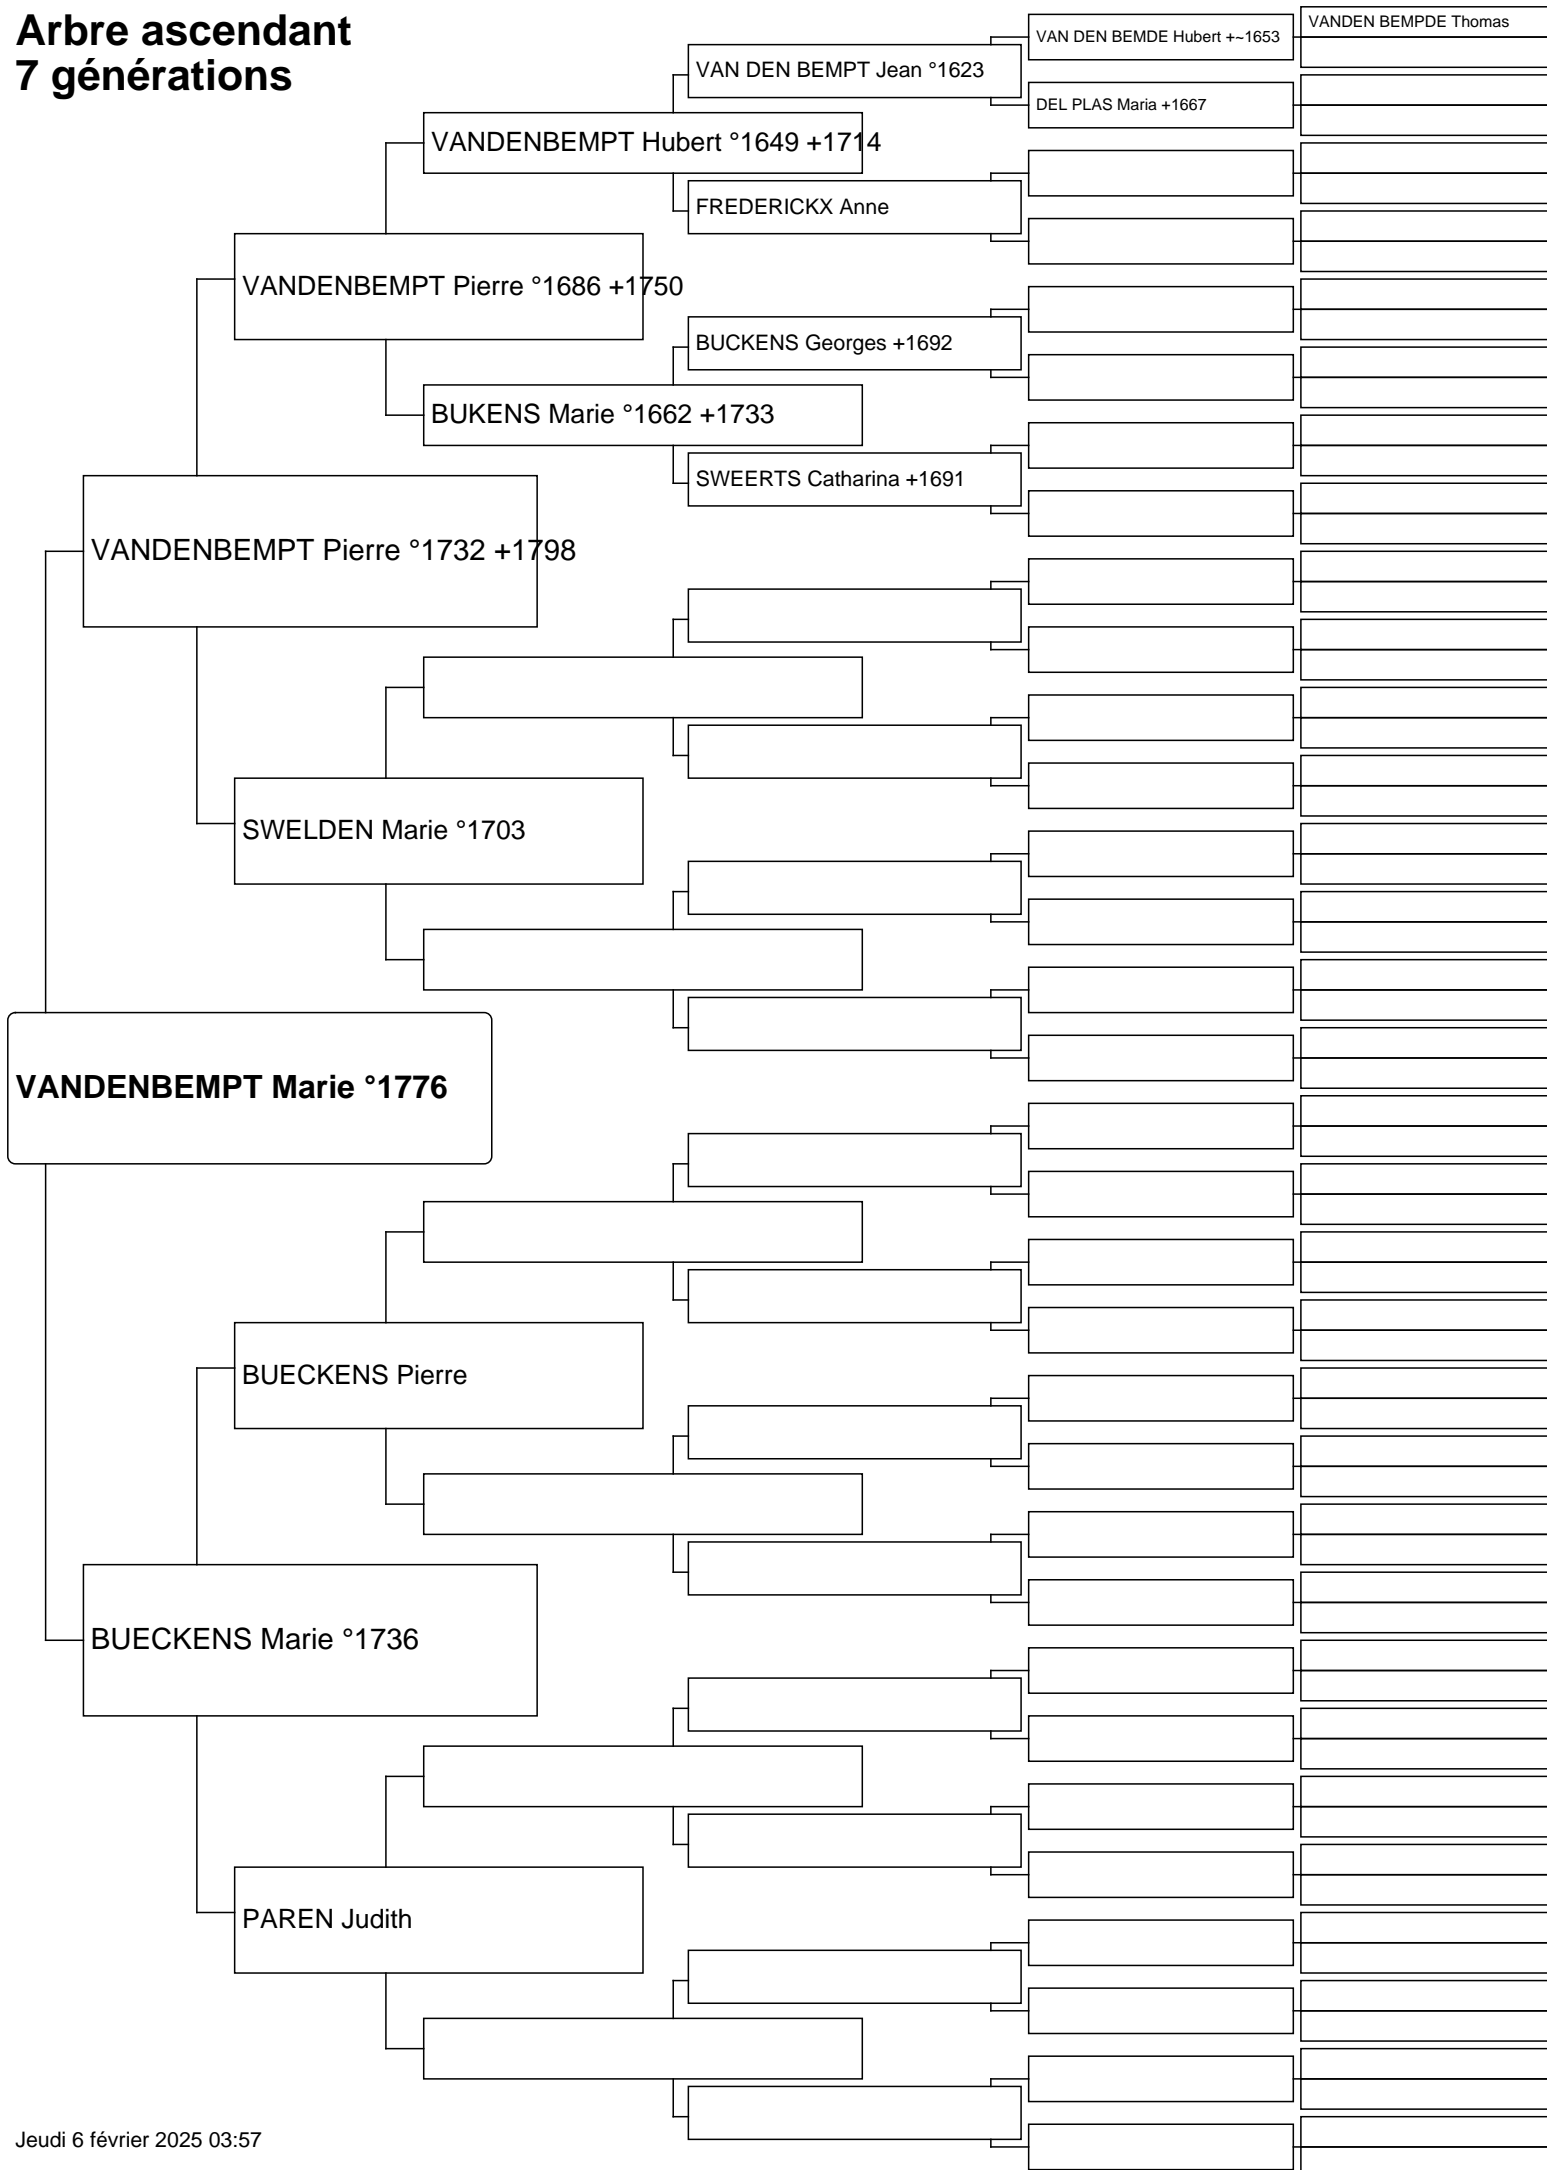 Arbre ascendant
7 générations
VANDEN BEMPDE Thomas
VAN DEN BEMDE Hubert +~1653
VAN DEN BEMPT Jean °1623
DEL PLAS Maria +1667
VANDENBEMPT Hubert °1649 +1714
FREDERICKX Anne
VANDENBEMPT Pierre °1686 +1750
BUCKENS Georges +1692
BUKENS Marie °1662 +1733
SWEERTS Catharina +1691
VANDENBEMPT Pierre °1732 +1798
SWELDEN Marie °1703
VANDENBEMPT Marie °1776
BUECKENS Pierre
BUECKENS Marie °1736
PAREN Judith
Jeudi 6 février 2025 03:57